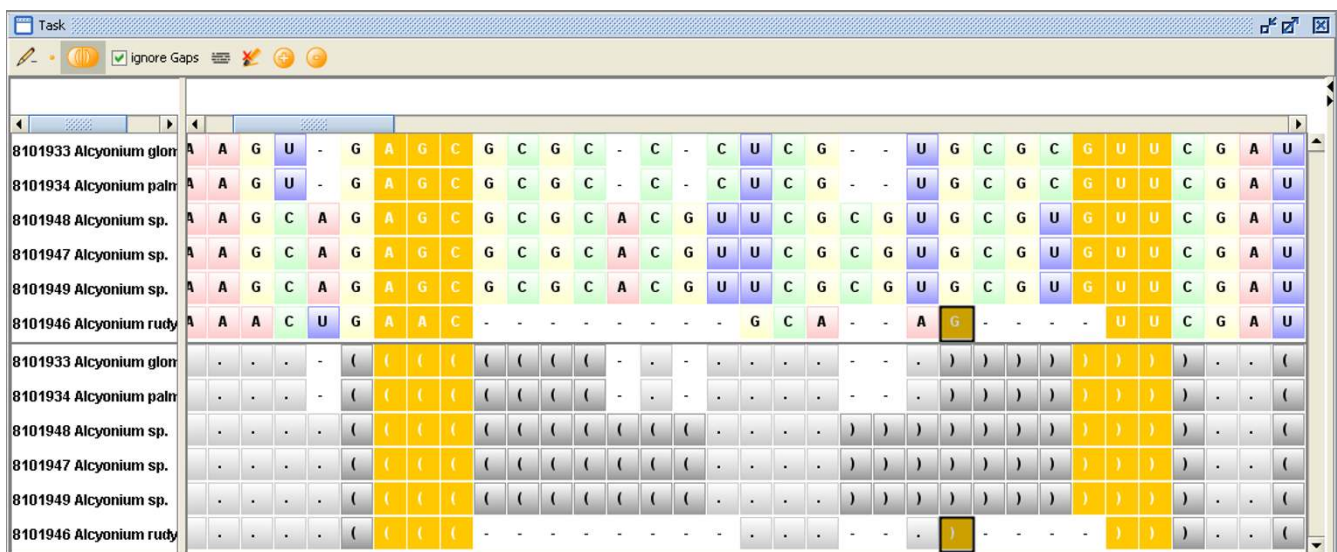 Task
ignore Gaps
8101933 Alcyonium glom A A G U - G A G C G C G C - C - C U C G - - U G C G C G U U C G A U
8101934 Alcyonium palm A A G U - G A G C G C G C - C - C U C G - - U G C G C G U U C G A U
8101948 Alcyonium sp. A A G C A G A G C G C G C A C G U U C G C G U G C G U G U U C G A U
8101947 Alcyonium sp. A A G C A G A G C G C G C A C G U U C G C G U G C G U G U U C G A U
8101949 Alcyonium sp. A A G C A G A G C G C G C A C G U U C G C G U G C G U G U U C G A U
8101946 Alcyonium rudy A A A C U G A A C - - - - - - - - G C A - - A G - - - - U U C G A U
8101933 Alcyonium glom . . . - ( ( ( ( ( ( ( ( - . - . . . . - - . ) ) ) ) ) ) ) ) . . (
8101934 Alcyonium palm . . . - ( ( ( ( ( ( ( ( - . - . . . . - - . ) ) ) ) ) ) ) ) . . (
8101948 Alcyonium sp. . . . . ( ( ( ( ( ( ( ( ( ( ( . . . . ) ) ) ) ) ) ) ) ) ) ) . . (
8101947 Alcyonium sp. . . . . ( ( ( ( ( ( ( ( ( ( ( . . . . ) ) ) ) ) ) ) ) ) ) ) . . (
8101949 Alcyonium sp. . . . . ( ( ( ( ( ( ( ( ( ( ( . . . . ) ) ) ) ) ) ) ) ) ) ) . . (
8101946 Alcyonium rudy . . . . ( ( ( ( - - - - - - - - . . . - - . ) - - - - ) ) ) . . (